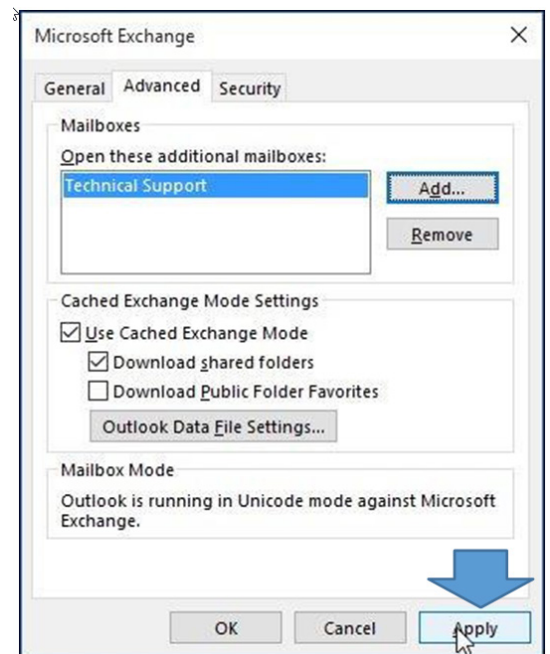 Microsoft Exchange
General Advanced Security
Mailboxes
Open these additional mailboxes:
Technical Support
Add...
Remove
Cached Exchange Mode Settings
Use Cached Exchange Mode
Download shared folders
Download Public Folder Favorites
Outlook Data File Settings...
Mailbox Mode
Outlook is running in Unicode mode against Microsoft
Exchange.
OK Cancel Apply